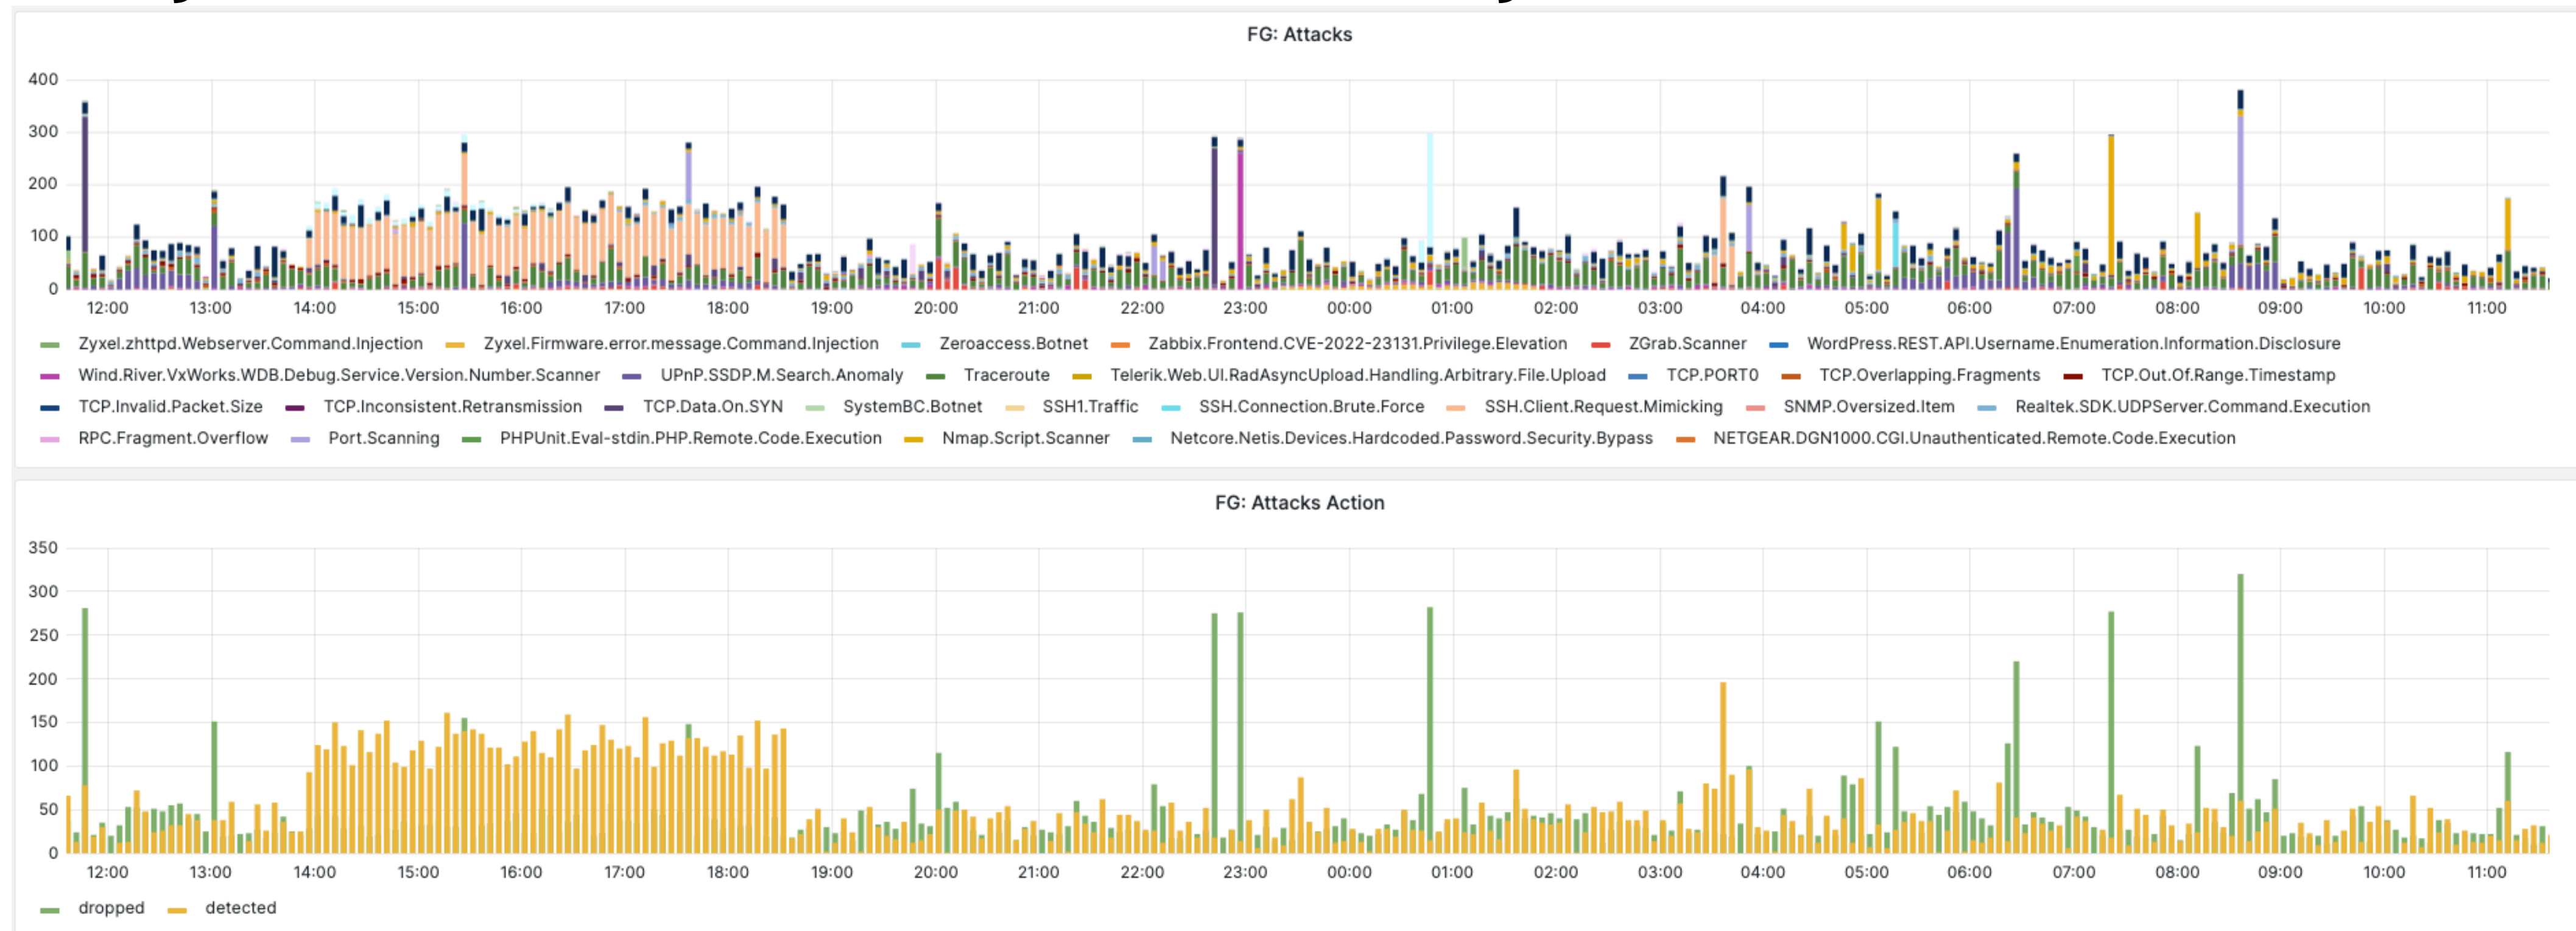 FG: Attacks
400
300
200
100
0
12:00 13:00 14:00 15:00 16:00 17:00 18:00 19:00 20:00 21:00 22:00 23:00 00:00 01:00 02:00 03:00 04:00 05:00 06:00 07:00 08:00 09:00 10:00 11:00
Zyxel.zhttpd.Webserver.Command.Injection Zyxel.Firmware.error.message.Command.Injection Zeroaccess.Botnet Zabbix.Frontend.CVE-2022-23131.Privilege.Elevation ZGrab.Scanner WordPress.REST.API.Username.Enumeration.Information.Disclosure
Wind.River.VxWorks.WDB.Debug.Service.Version.Number.Scanner UPnP.SSDP.M.Search.Anomaly Traceroute Telerik.Web.UI.RadAsyncUpload.Handling.Arbitrary.File.Upload TCP.PORT0 TCP.Overlapping.Fragments TCP.Out.Of.Range.Timestamp
TCP.Invalid.Packet.Size TCP.Inconsistent.Retransmission TCP.Data.On.SYN SystemBC.Botnet SSH1.Traffic SSH.Connection.Brute.Force SSH.Client.Request.Mimicking SNMP.Oversized.Item Realtek.SDK.UDPServer.Command.Execution
RPC.Fragment.Overflow Port.Scanning PHPUnit.Eval-stdin.PHP.Remote.Code.Execution Nmap.Script.Scanner Netcore.Netis.Devices.Hardcoded.Password.Security.Bypass NETGEAR.DGN1000.CGI.Unauthenticated.Remote.Code.Execution
FG: Attacks Action
350
300
250
200
150
100
50
0
12:00 13:00 14:00 15:00 16:00 17:00 18:00 19:00 20:00 21:00 22:00 23:00 00:00 01:00 02:00 03:00 04:00 05:00 06:00 07:00 08:00 09:00 10:00 11:00
dropped detected